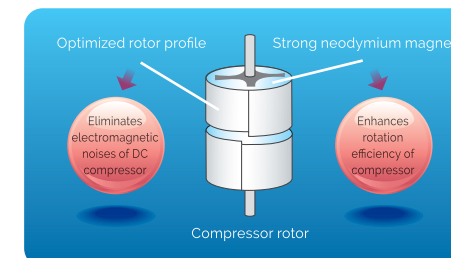 Optimized rotor profile
Strong neodymium magne
Eliminates
electromagnetic
noises of DC
compressor
Enhances
rotation
efficiency of
compressor
Compressor rotor